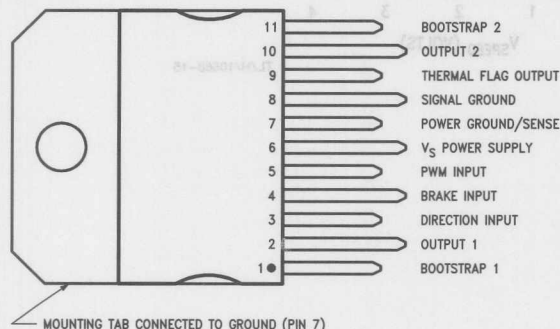 11 BOOTSTRAP 2
10 OUTPUT 2
9 THERMAL FLAG OUTPUT
8 SIGNAL GROUND
7 POWER GROUND/SENSE
6 VS POWER SUPPLY
5 PWM INPUT
4 BRAKE INPUT
3 DIRECTION INPUT
2 OUTPUT 1
1 BOOTSTRAP 1
MOUNTING TAB CONNECTED TO GROUND (PIN 7)